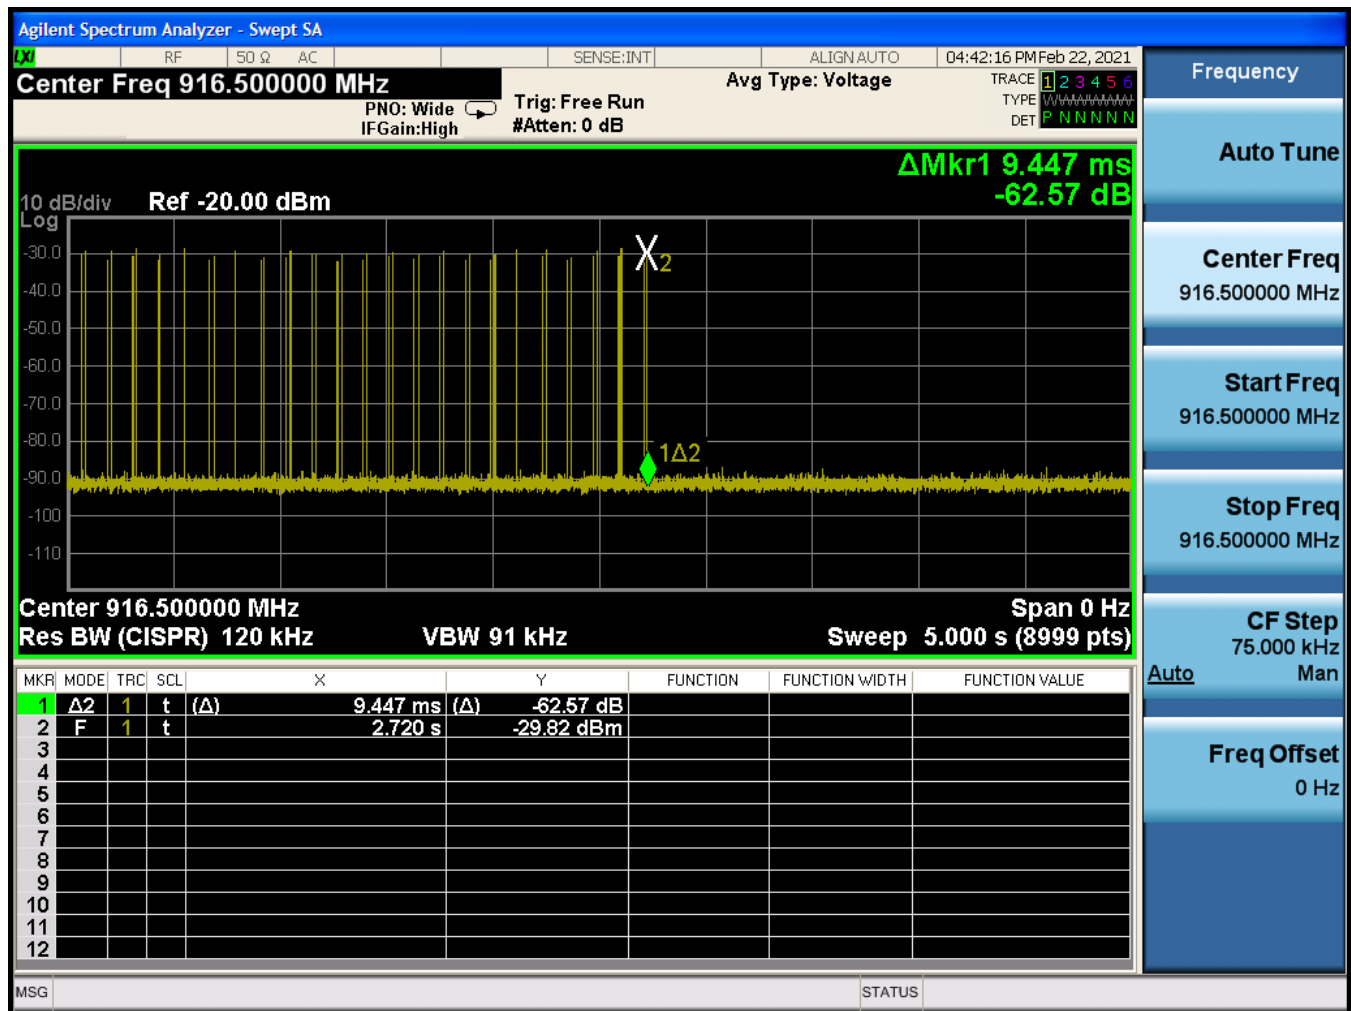 Agilent Spectrum Analyzer - Swept SA
LXI RF 50 Ω AC SENSE:INT ALIGN AUTO 04:42:16 PM Feb 22, 2021
Center Freq 916.500000 MHz
PNO: Wide
IFGain:High
Trig: Free Run
#Atten: 0 dB
Avg Type: Voltage
TRACE 1 2 3 4 5 6
TYPE WWWWWW
DET P N N N N N
ΔMkr1 9.447 ms
-62.57 dB
10 dB/div Ref -20.00 dBm
Log
-30.0
-40.0
-50.0
-60.0
-70.0
-80.0
-90.0
-100
-110
X2
1Δ2
Center 916.500000 MHz Span 0 Hz
Res BW (CISPR) 120 kHz VBW 91 kHz Sweep 5.000 s (8999 pts)
MKR MODE TRC SCL X Y FUNCTION FUNCTION WIDTH FUNCTION VALUE
1 Δ2 1 t (Δ) 9.447 ms (Δ) -62.57 dB
2 F 1 t 2.720 s -29.82 dBm
3
4
5
6
7
8
9
10
11
12
MSG STATUS
Frequency
Auto Tune
Center Freq
916.500000 MHz
Start Freq
916.500000 MHz
Stop Freq
916.500000 MHz
CF Step
75.000 kHz
Auto Man
Freq Offset
0 Hz